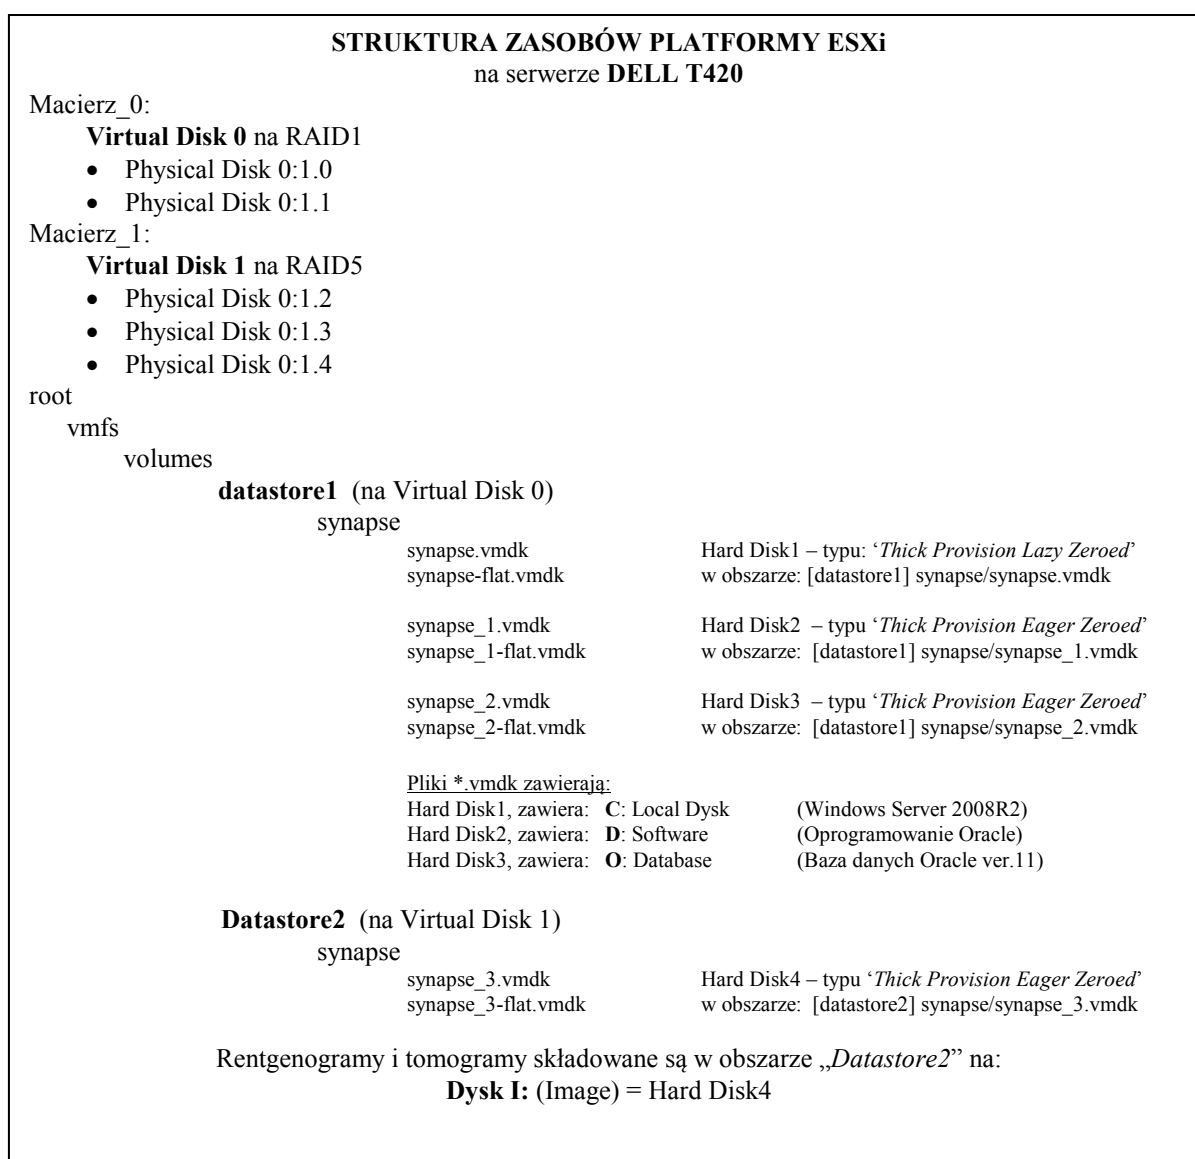 STRUKTURA ZASOBÓW PLATFORMY ESXi
na serwerze DELL T420
Macierz_0:
Virtual Disk 0 na RAID1
• Physical Disk 0:1.0
• Physical Disk 0:1.1
Macierz_1:
Virtual Disk 1 na RAID5
• Physical Disk 0:1.2
• Physical Disk 0:1.3
• Physical Disk 0:1.4
root
vmfs
volumes
datastore1 (na Virtual Disk 0)
synapse
synapse.vmdk Hard Disk1 – typu: ‘Thick Provision Lazy Zeroed’
synapse-flat.vmdk w obszarze: [datastore1] synapse/synapse.vmdk
synapse_1.vmdk Hard Disk2 – typu ‘Thick Provision Eager Zeroed’
synapse_1-flat.vmdk w obszarze: [datastore1] synapse/synapse_1.vmdk
synapse_2.vmdk Hard Disk3 – typu ‘Thick Provision Eager Zeroed’
synapse_2-flat.vmdk w obszarze: [datastore1] synapse/synapse_2.vmdk
Pliki *.vmdk zawierają:
Hard Disk1, zawiera: C: Local Dysk (Windows Server 2008R2)
Hard Disk2, zawiera: D: Software (Oprogramowanie Oracle)
Hard Disk3, zawiera: O: Database (Baza danych Oracle ver.11)
Datastore2 (na Virtual Disk 1)
synapse
synapse_3.vmdk Hard Disk4 – typu ‘Thick Provision Eager Zeroed’
synapse_3-flat.vmdk w obszarze: [datastore2] synapse/synapse_3.vmdk
Rentgenogramy i tomogramy składowane są w obszarze „Datastore2” na:
Dysk I: (Image) = Hard Disk4